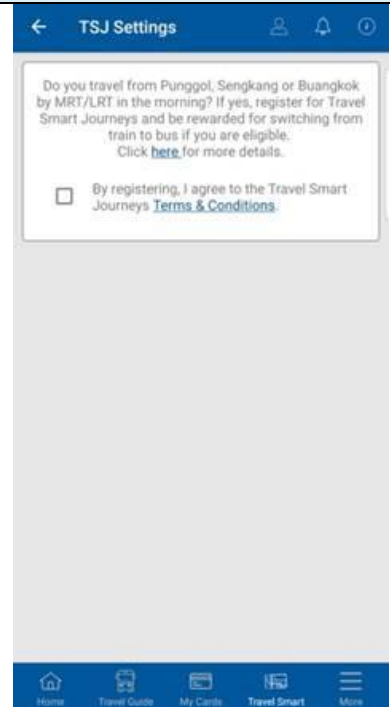 TSJ Settings
Do you travel from Punggol, Sengkang or Buangkok
by MRT/LRT in the morning? If yes, register for Travel
Smart Journeys and be rewarded for switching from
train to bus if you are eligible.
Click here for more details.
By registering, I agree to the Travel Smart
Journeys Terms & Conditions.
Home Travel Guide My Cards Travel Smart More